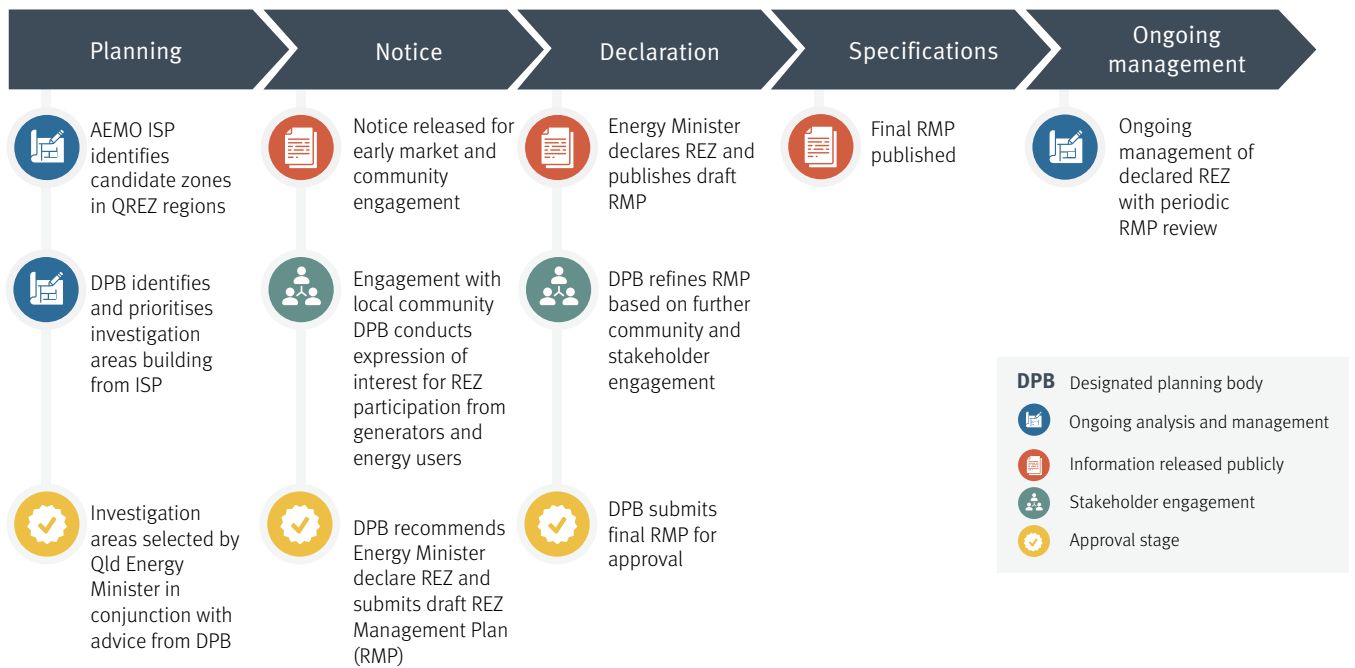 Planning
Notice
Declaration
Specifications
Ongoing
management
AEMO ISP
identifies
candidate zones
in QREZ regions
DPB identifies
and prioritises
investigation
areas building
from ISP
Investigation
areas selected by
Qld Energy
Minister in
conjunction with
advice from DPB
Notice released for
early market and
community
engagement
Engagement with
local community
DPB conducts
expression of
interest for REZ
participation from
generators and
energy users
DPB recommends
Energy Minister
declare REZ and
submits draft REZ
Management Plan
(RMP)
Energy Minister
declares REZ and
publishes draft
RMP
DPB refines RMP
based on further
community and
stakeholder
engagement
DPB submits
final RMP for
approval
Final RMP
published
Ongoing
management of
declared REZ
with periodic
RMP review
DPB Designated planning body
Ongoing analysis and management
Information released publicly
Stakeholder engagement
Approval stage